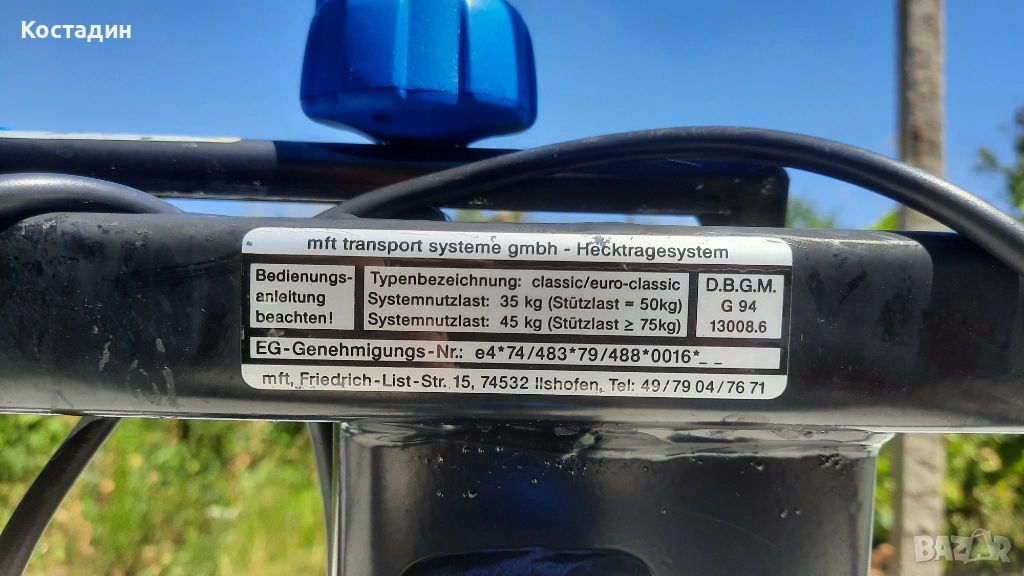 Костадин
mft transport systeme gmbh - Hecktragesystem
Bedienungs-
anleitung
beachten!
Typenbezeichnung: classic/euro-classic
Systemnutzlast: 35 kg (Stützlast = 50kg)
Systemnutzlast: 45 kg (Stützlast ≥ 75kg)
D.B.G.M.
G 94
13008.6
EG-Genehmigungs-Nr.: e4*74/483*79/488*0016*_ _
mft, Friedrich-List-Str. 15, 74532 Ilshofen, Tel: 49/79 04/76 71
BAZAR